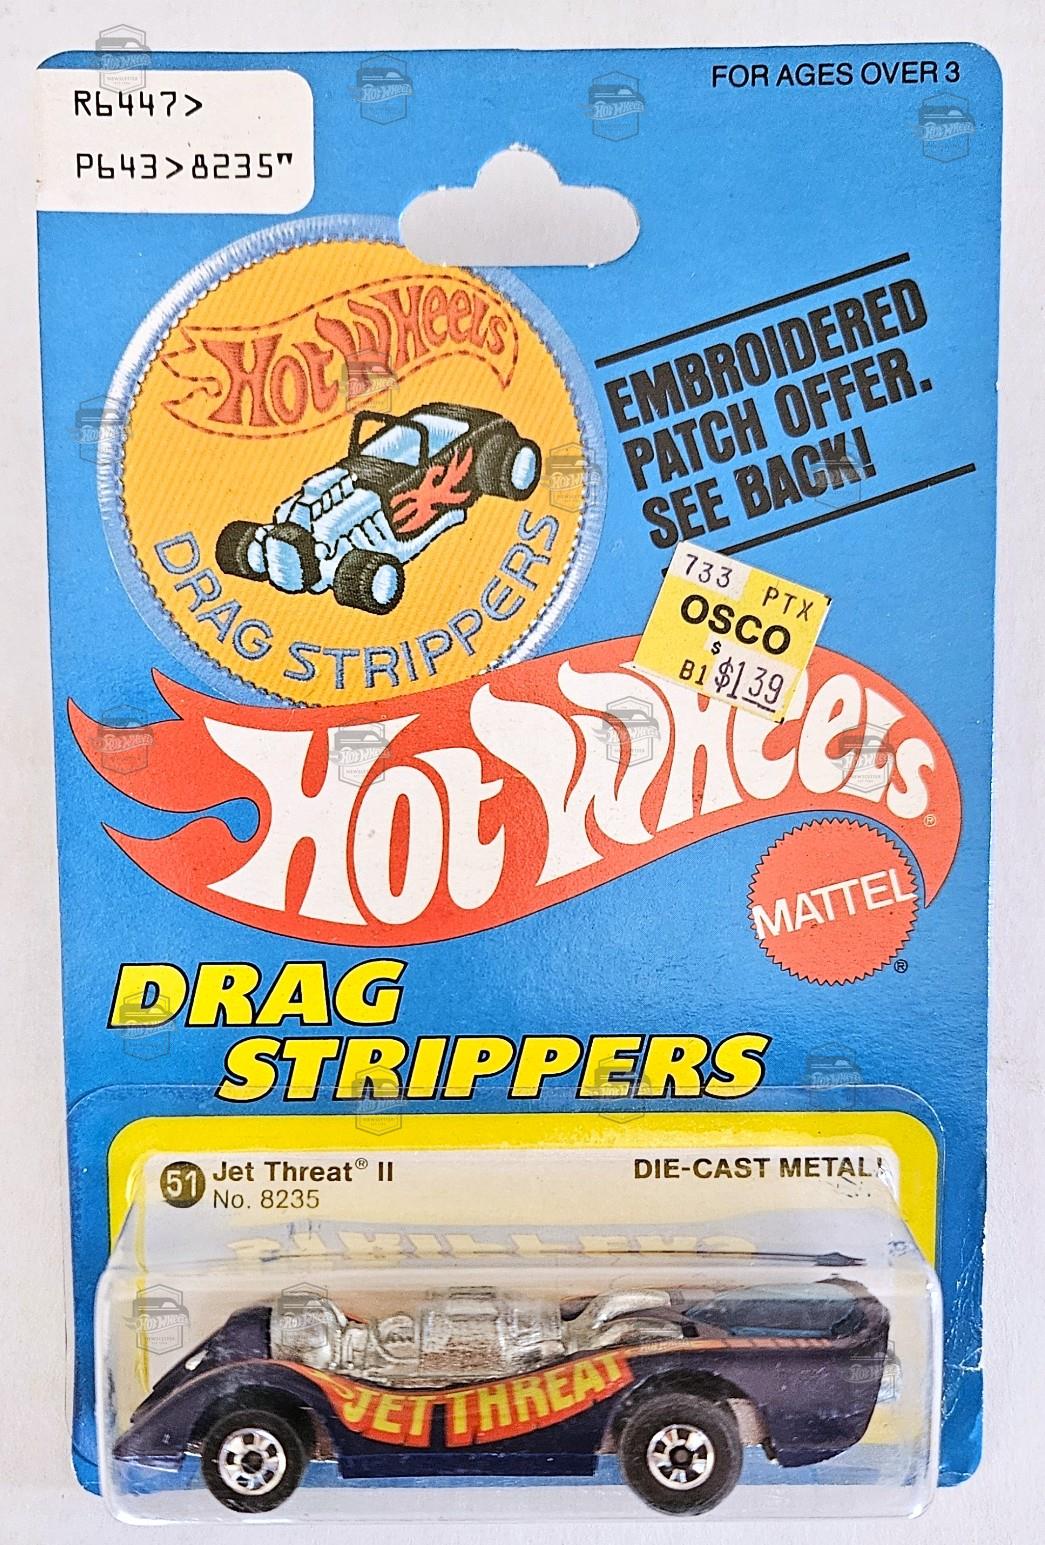 R6447>
P643>8235"
FOR AGES OVER 3
Hot Wheels
DRAG STRIPPERS
EMBROIDERED
PATCH OFFER.
SEE BACK!
733 PTX
OSCO
$
B1 $1.39
Hot Wheels®
MATTEL®
DRAG
STRIPPERS
51 Jet Threat® II
No. 8235
DIE-CAST METAL!
JET THREAT